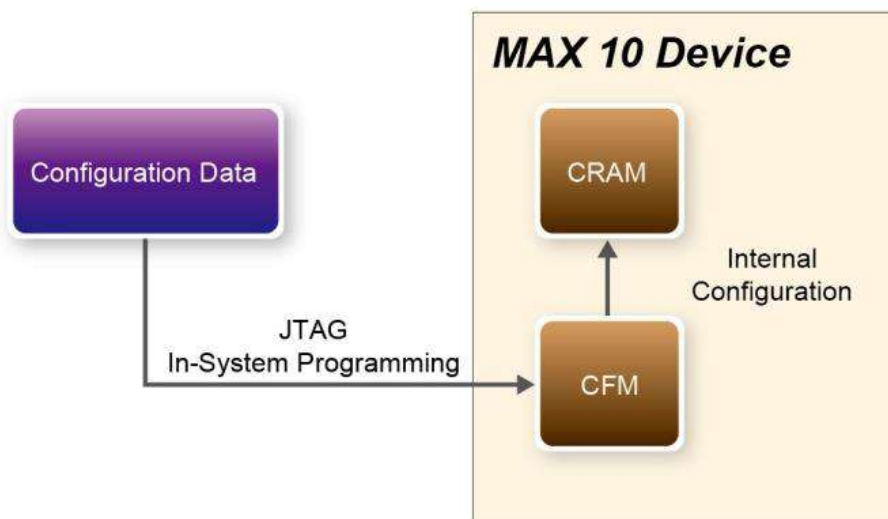 MAX 10 Device
Configuration Data
CRAM
Internal
Configuration
JTAG
In-System Programming
CFM